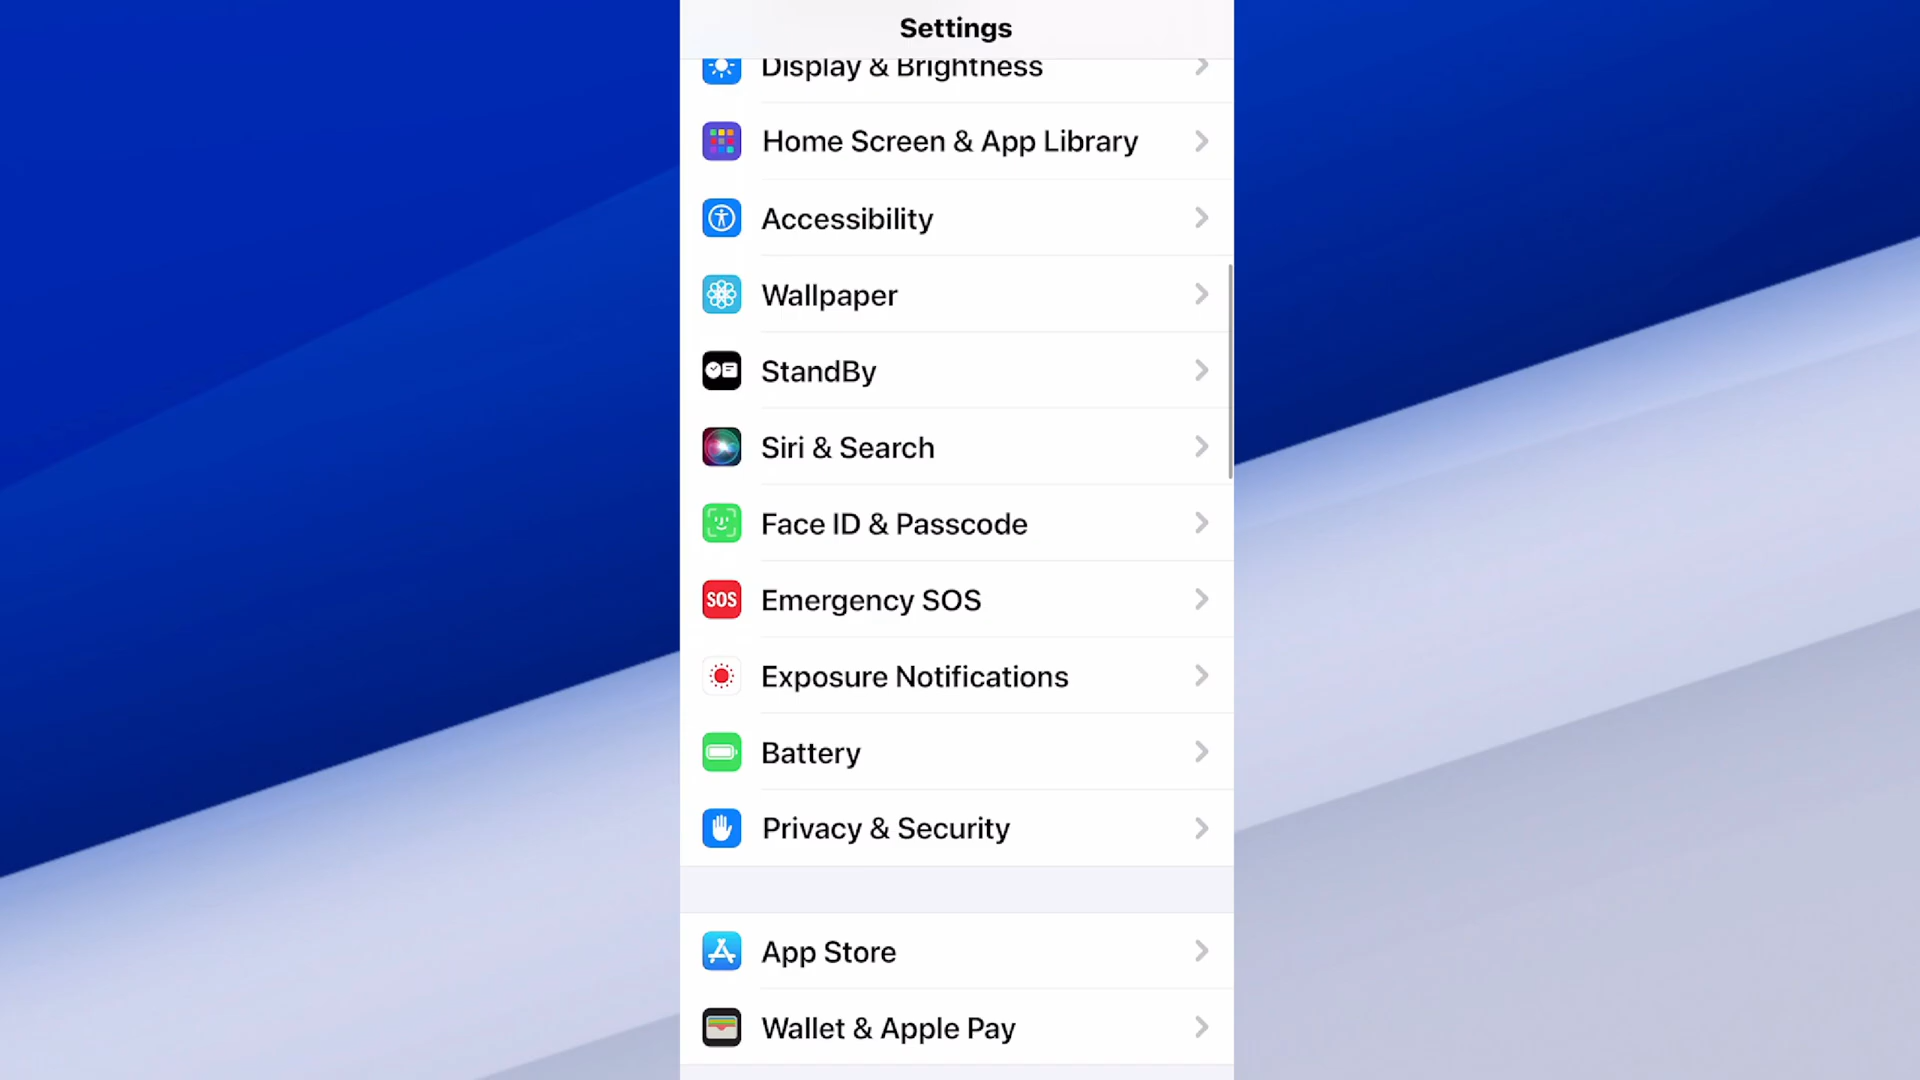 Settings
Display & Brightness
Home Screen & App Library
Accessibility
Wallpaper
StandBy
Siri & Search
Face ID & Passcode
SOS Emergency SOS
Exposure Notifications
Battery
Privacy & Security
App Store
Wallet & Apple Pay